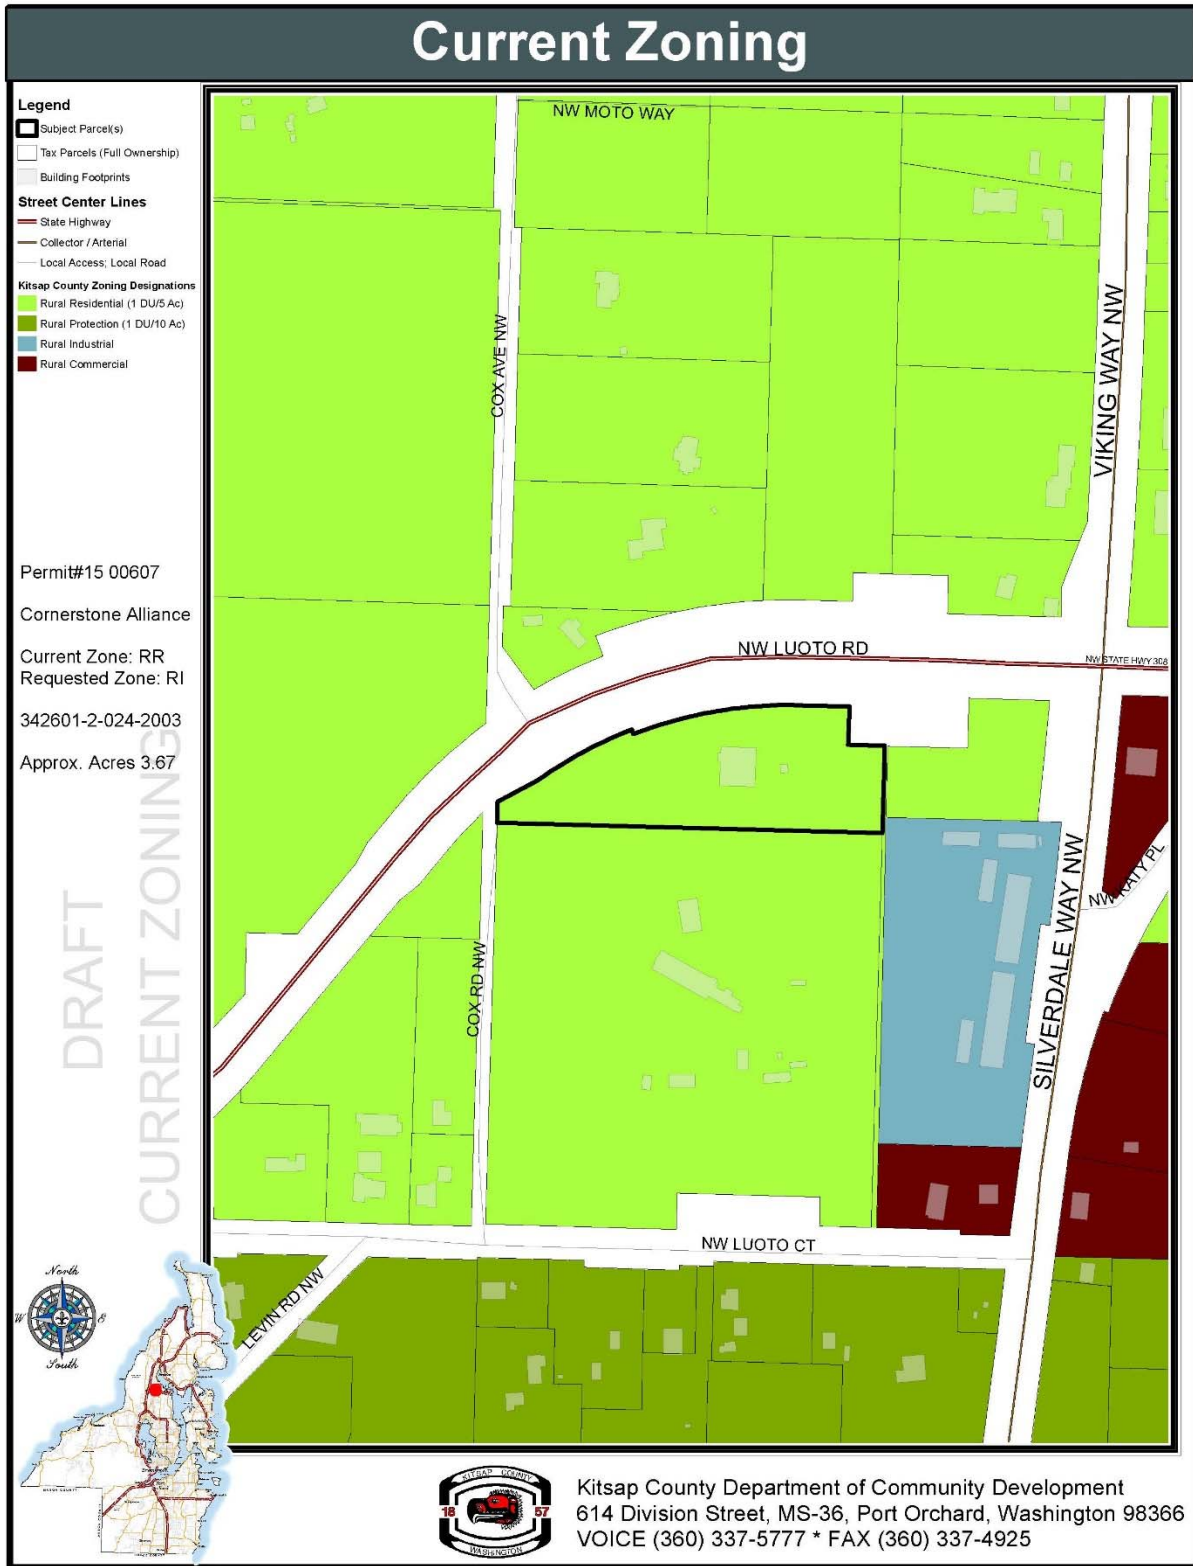 Current Zoning
Legend
Subject Parcel(s)
Tax Parcels (Full Ownership)
Building Footprints
Street Center Lines
State Highway
Collector / Arterial
Local Access; Local Road
Kitsap County Zoning Designations
Rural Residential (1 DU/5 Ac)
Rural Protection (1 DU/10 Ac)
Rural Industrial
Rural Commercial
Permit#15 00607
Cornerstone Alliance
Current Zone: RR
Requested Zone: RI
342601-2-024-2003
Approx. Acres 3.67
DRAFT
CURRENT ZONING
NW MOTO WAY
COX AVE NW
VIKING WAY NW
NW LUOTO RD
NW STATE HWY 308
NW KATY PL
SILVERDALE WAY NW
COX RD NW
NW LUOTO CT
LEVIN RD NW
North
W
E
South
KITSAP COUNTY
18 57
WASHINGTON
Kitsap County Department of Community Development
614 Division Street, MS-36, Port Orchard, Washington 98366
VOICE (360) 337-5777 * FAX (360) 337-4925